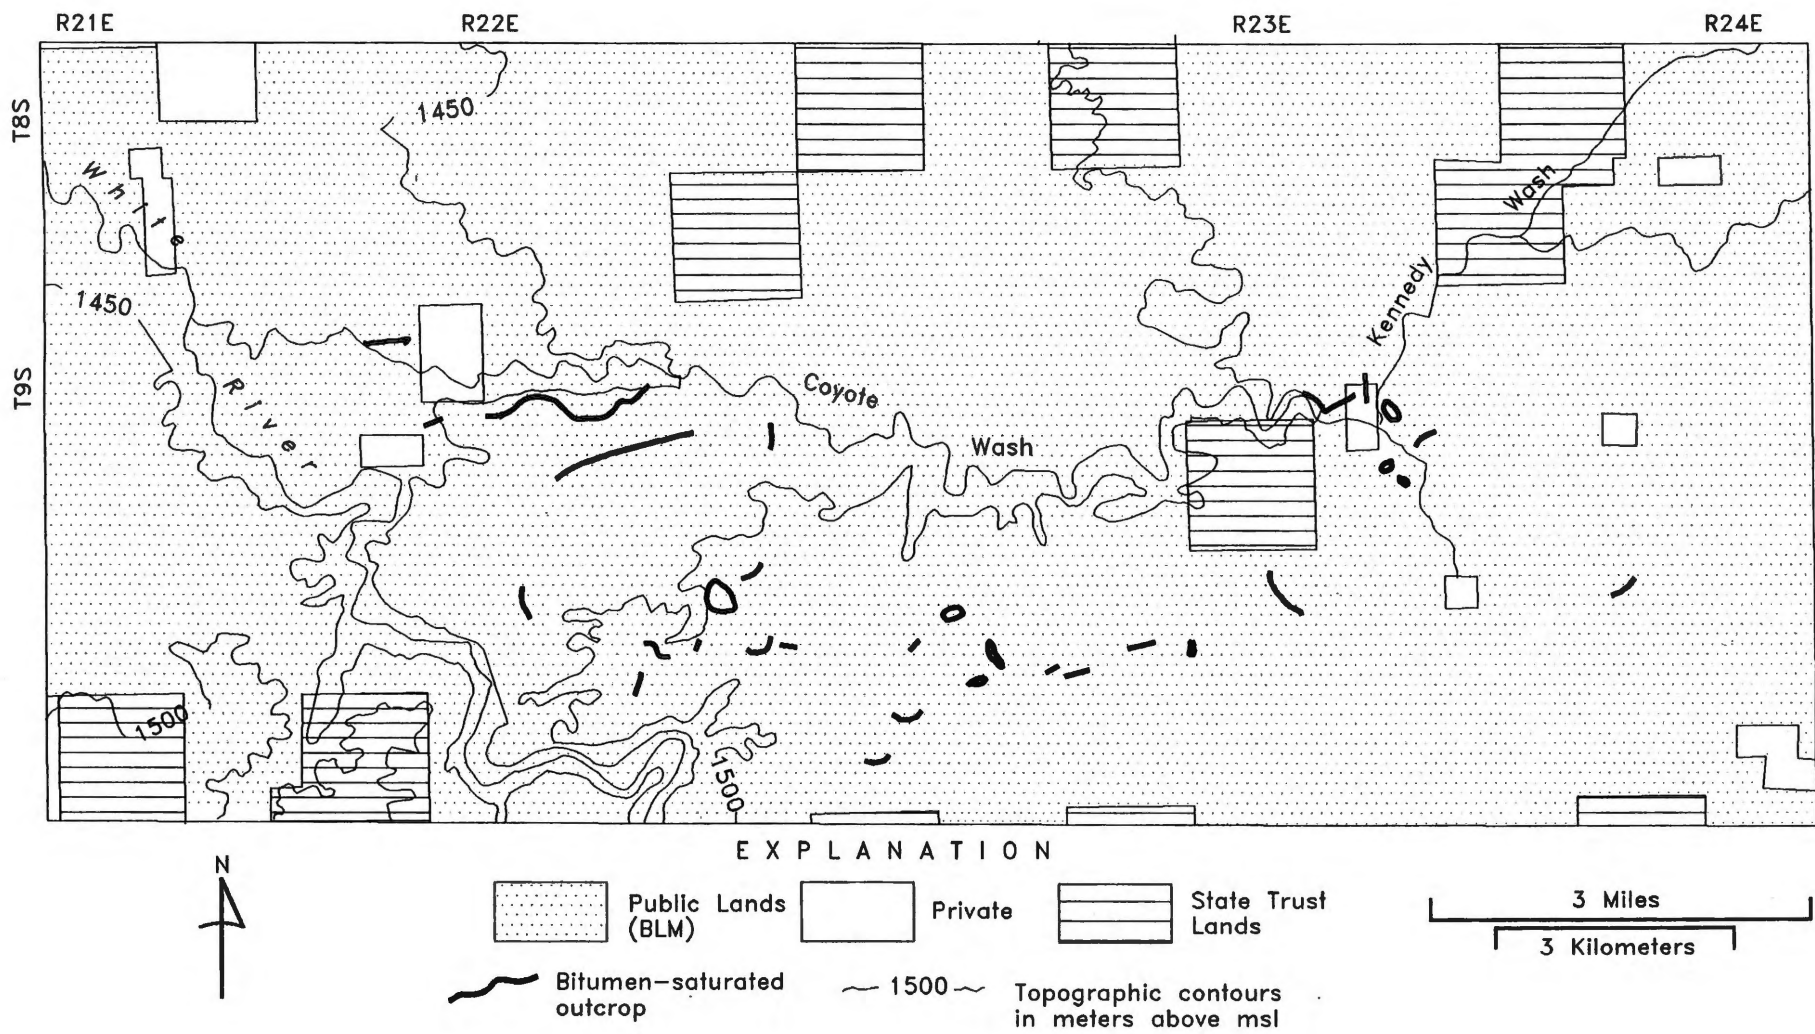 R21E R22E R23E R24E
T8S
1450
White
Wash
1450
Kennedy
T9S
River
Coyote
Wash
1500
1500
EXPLANATION
N
Public Lands
(BLM)
Private
State Trust
Lands
3 Miles
3 Kilometers
Bitumen-saturated
outcrop
1500
Topographic contours
in meters above msl